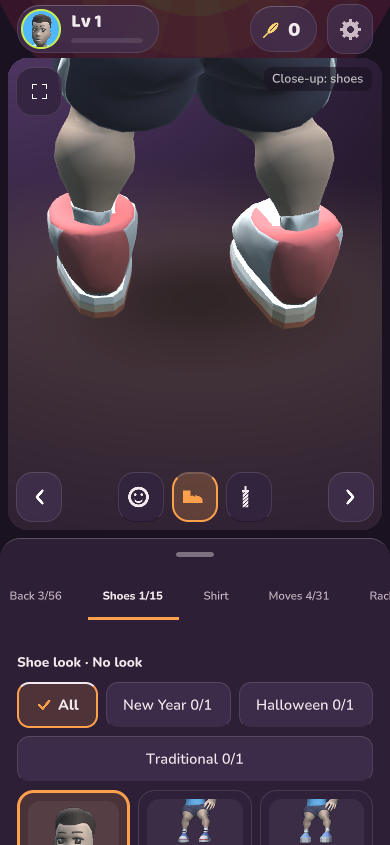 Lv 1
0
Close-up: shoes
Back 3/56
Shoes 1/15
Shirt
Moves 4/31
Shoe look · No look
All
New Year 0/1
Halloween 0/1
Traditional 0/1